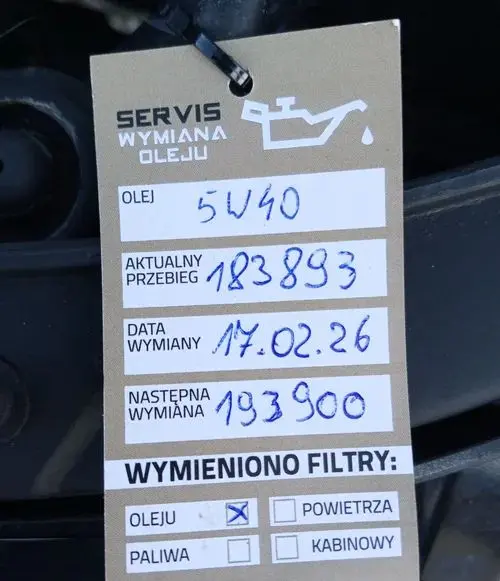 SERVIS
WYMIANA
OLEJU
OLEJ 5W40
AKTUALNY
PRZEBIEG 183893
DATA
WYMIANY 17.02.26
NASTĘPNA
WYMIANA 193900
WYMIENIONO FILTRY:
OLEJU POWIETRZA
PALIWA KABINOWY